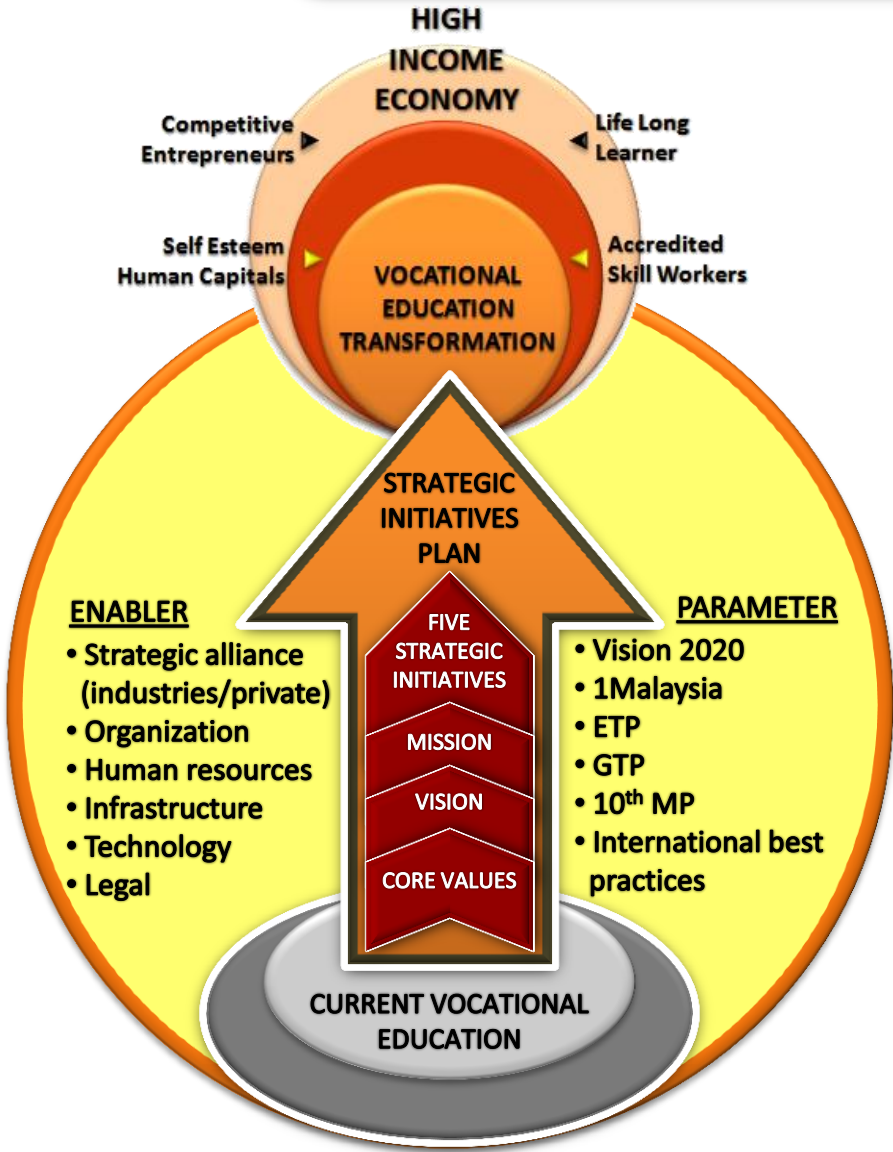 HIGH
INCOME
ECONOMY
Competitive
Entrepreneurs
Life Long
Learner
Self Esteem
Human Capitals
Accredited
Skill Workers
VOCATIONAL
EDUCATION
TRANSFORMATION
STRATEGIC
INITIATIVES
PLAN
ENABLER
• Strategic alliance
(industries/private)
• Organization
• Human resources
• Infrastructure
• Technology
• Legal
FIVE
STRATEGIC
INITIATIVES
MISSION
VISION
CORE VALUES
PARAMETER
• Vision 2020
• 1Malaysia
• ETP
• GTP
• 10th MP
• International best
practices
CURRENT VOCATIONAL
EDUCATION